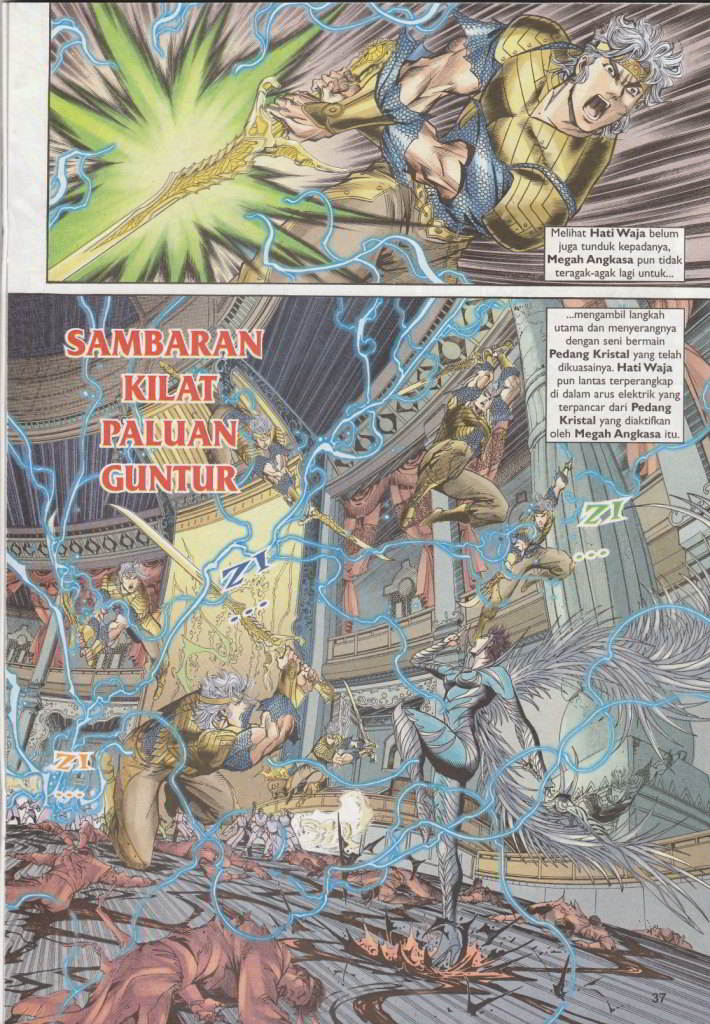 Melihat Hati Waja belum
juga tunduk kepadanya,
Megah Angkasa pun tidak
teragak-agak lagi untuk...
...mengambil langkah
utama dan menyerangnya
dengan seni bermain
Pedang Kristal yang telah
dikuasainya. Hati Waja
pun lantas terperangkap
di dalam arus elektrik yang
terpancar dari Pedang
Kristal yang diaktifkan
oleh Megah Angkasa itu.
SAMBARAN
KILAT
PALUAN
GUNTUR
ZI
...
ZI
...
ZI
...
37